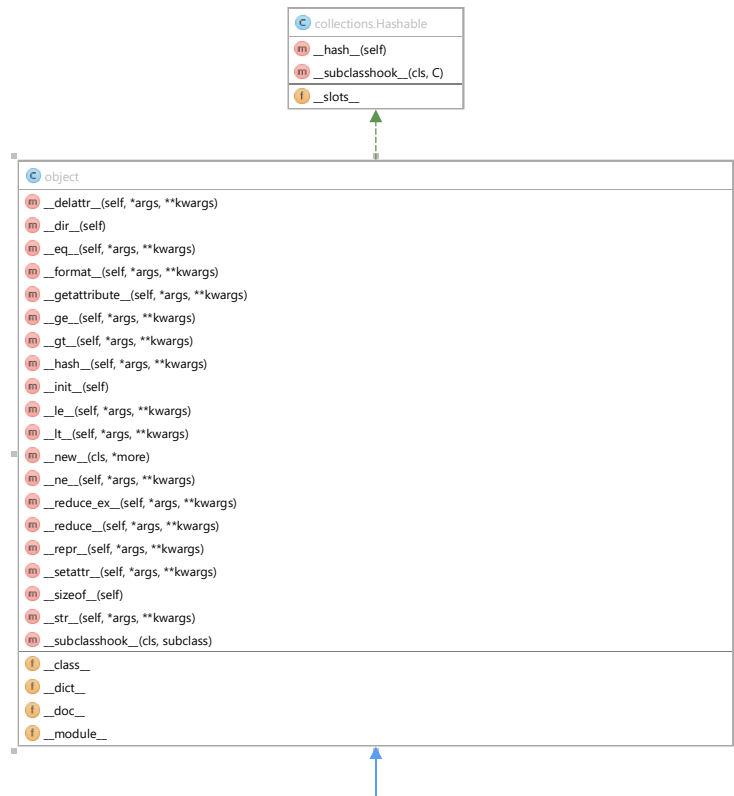 C collections.Hashable
m __hash__(self)
m __subclasshook__(cls, C)
f __slots__
C object
m __delattr__(self, *args, **kwargs)
m __dir__(self)
m __eq__(self, *args, **kwargs)
m __format__(self, *args, **kwargs)
m __getattribute__(self, *args, **kwargs)
m __ge__(self, *args, **kwargs)
m __gt__(self, *args, **kwargs)
m __hash__(self, *args, **kwargs)
m __init__(self)
m __le__(self, *args, **kwargs)
m __lt__(self, *args, **kwargs)
m __new__(cls, *more)
m __ne__(self, *args, **kwargs)
m __reduce_ex__(self, *args, **kwargs)
m __reduce__(self, *args, **kwargs)
m __repr__(self, *args, **kwargs)
m __setattr__(self, *args, **kwargs)
m __sizeof__(self)
m __str__(self, *args, **kwargs)
m __subclasshook__(cls, subclass)
f __class__
f __dict__
f __doc__
f __module__